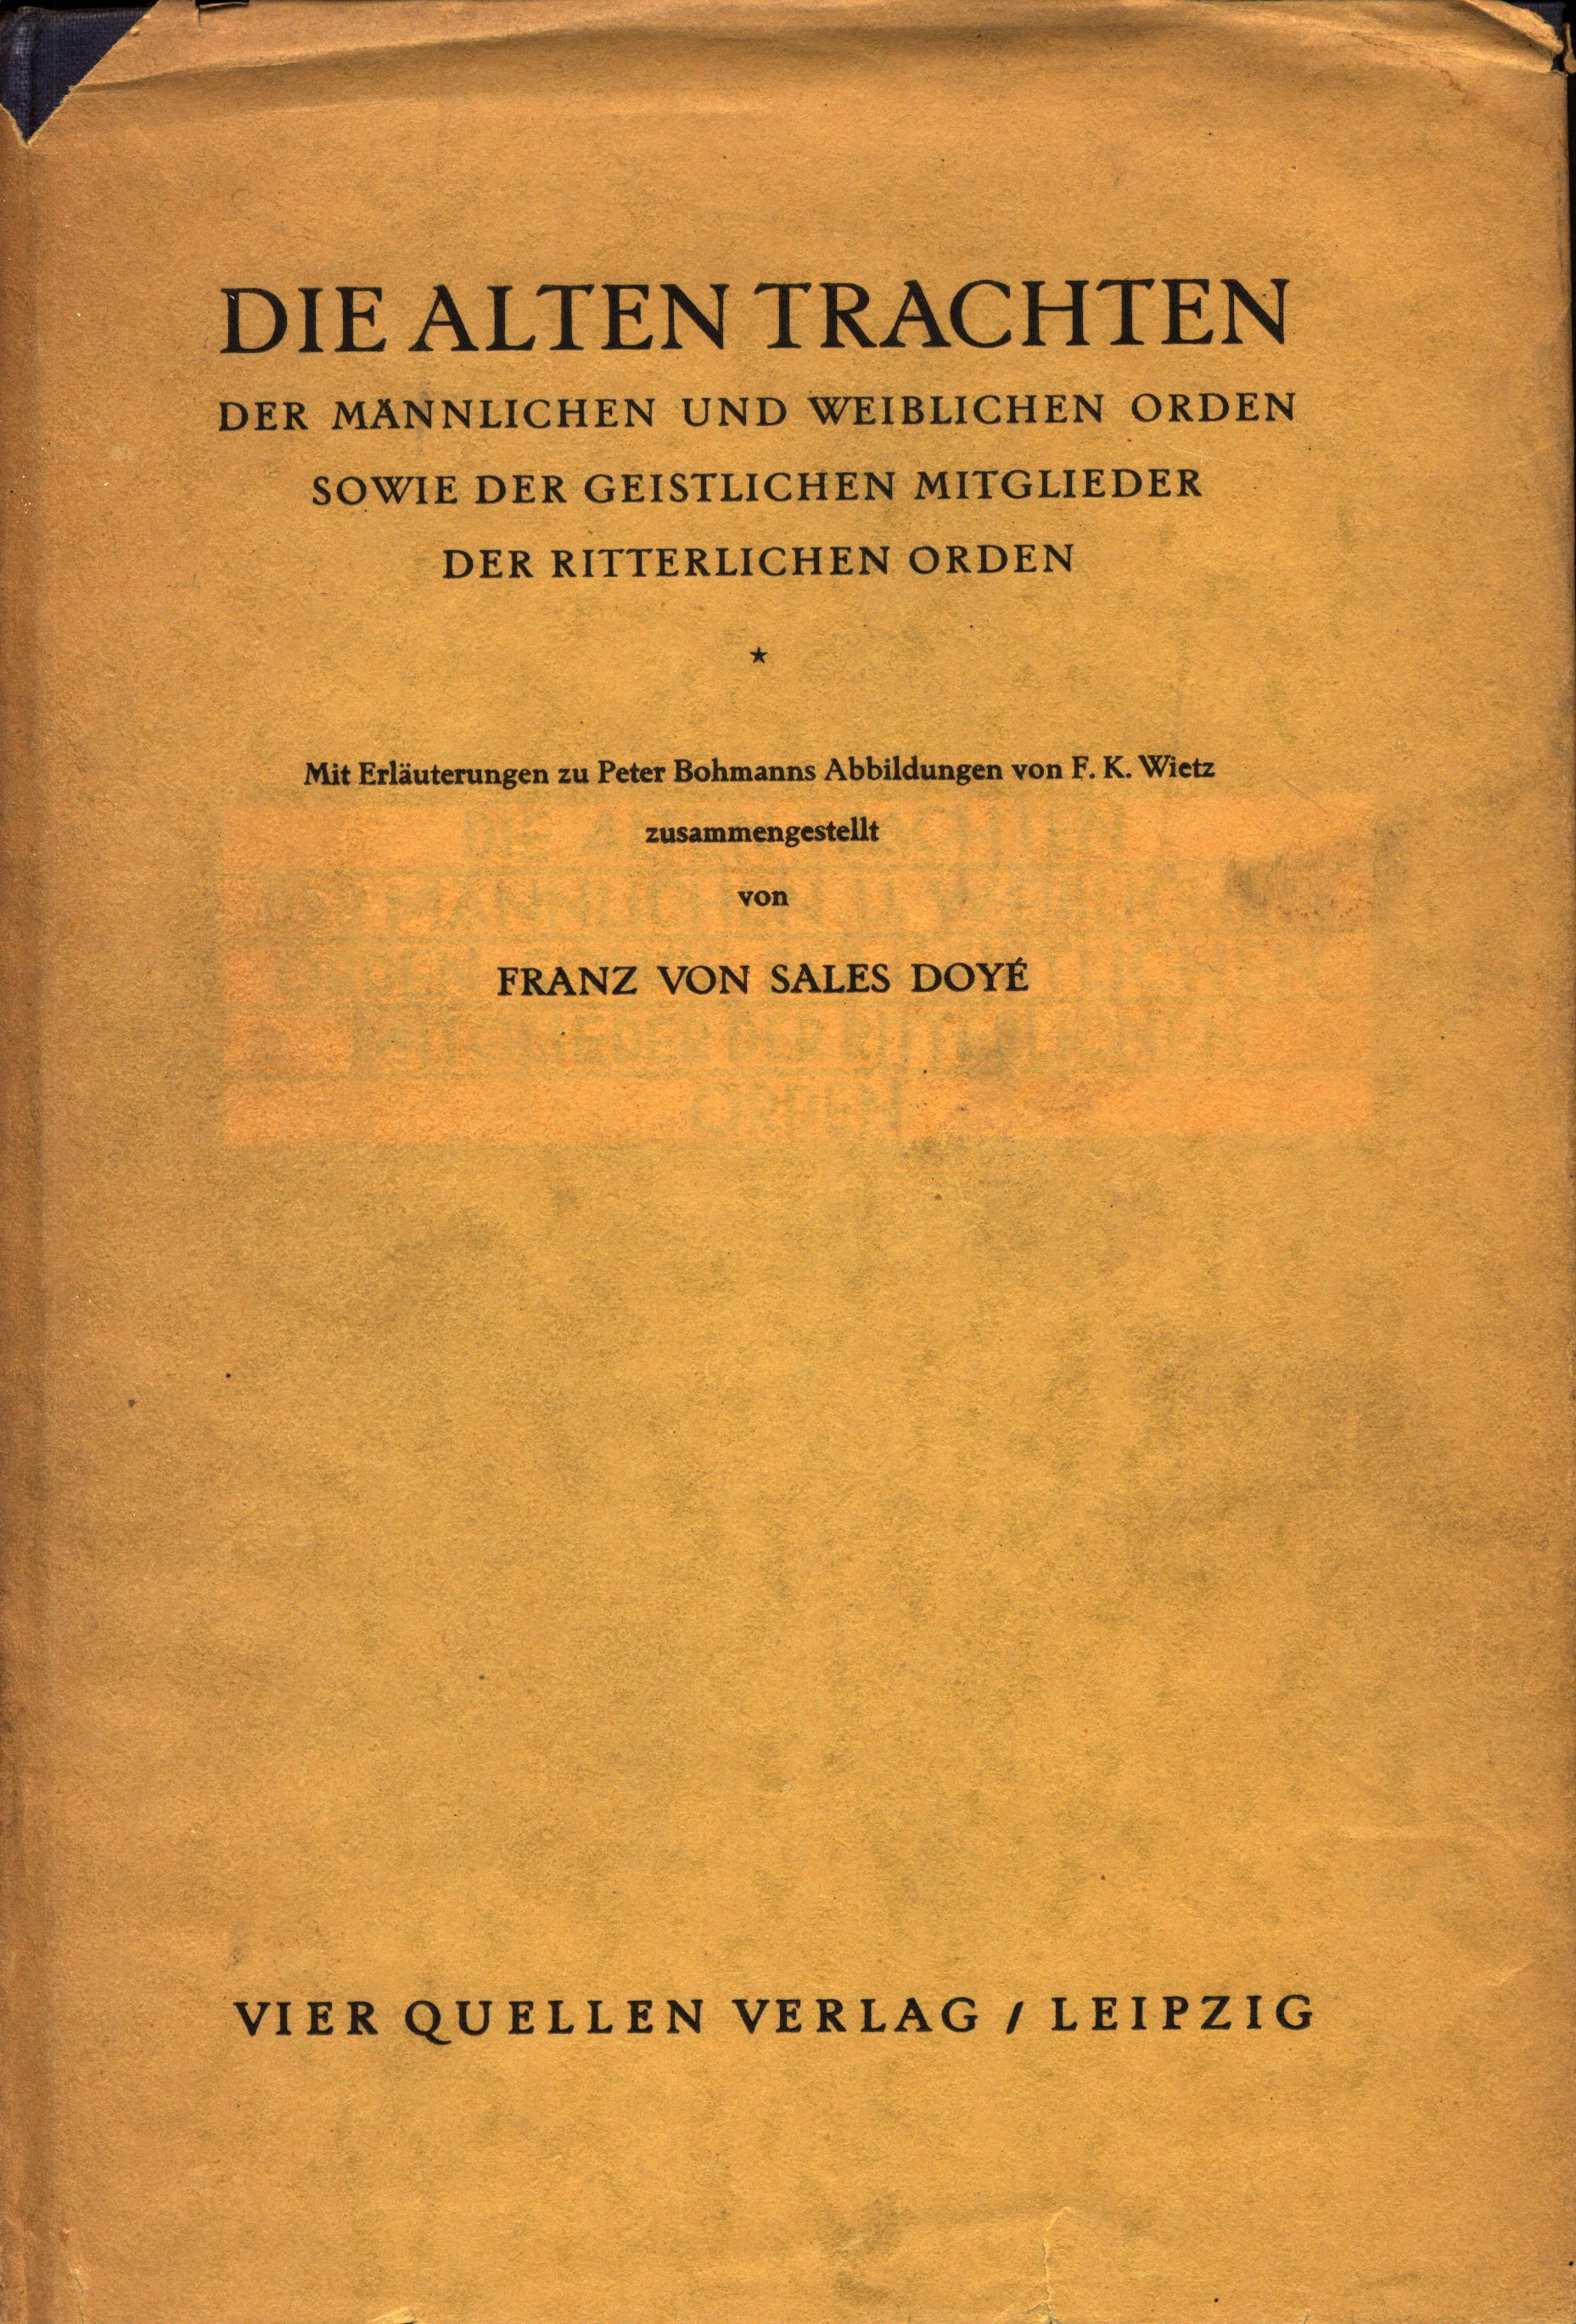 DIE ALTEN TRACHTEN
DER MÄNNLICHEN UND WEIBLICHEN ORDEN
SOWIE DER GEISTLICHEN MITGLIEDER
DER RITTERLICHEN ORDEN
★
Mit Erläuterungen zu Peter Bohmanns Abbildungen von F. K. Wietz
zusammengestellt
von
FRANZ VON SALES DOYÉ
VIER QUELLEN VERLAG / LEIPZIG